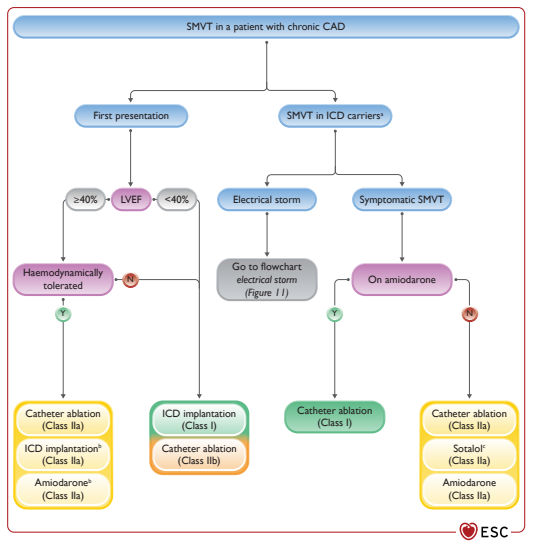 SMVT in a patient with chronic CAD
First presentation
SMVT in ICD carriersᵃ
≥40%
LVEF
<40%
Electrical storm
Symptomatic SMVT
Haemodynamically
tolerated
N
Go to flowchart
electrical storm
(Figure 11)
On amiodarone
Y
Y
N
Catheter ablation
(Class IIa)
ICD implantationᵇ
(Class IIa)
Amiodaroneᵇ
(Class IIa)
ICD implantation
(Class I)
Catheter ablation
(Class IIb)
Catheter ablation
(Class I)
Catheter ablation
(Class IIa)
Sotalolᶜ
(Class IIa)
Amiodarone
(Class IIa)
ESC